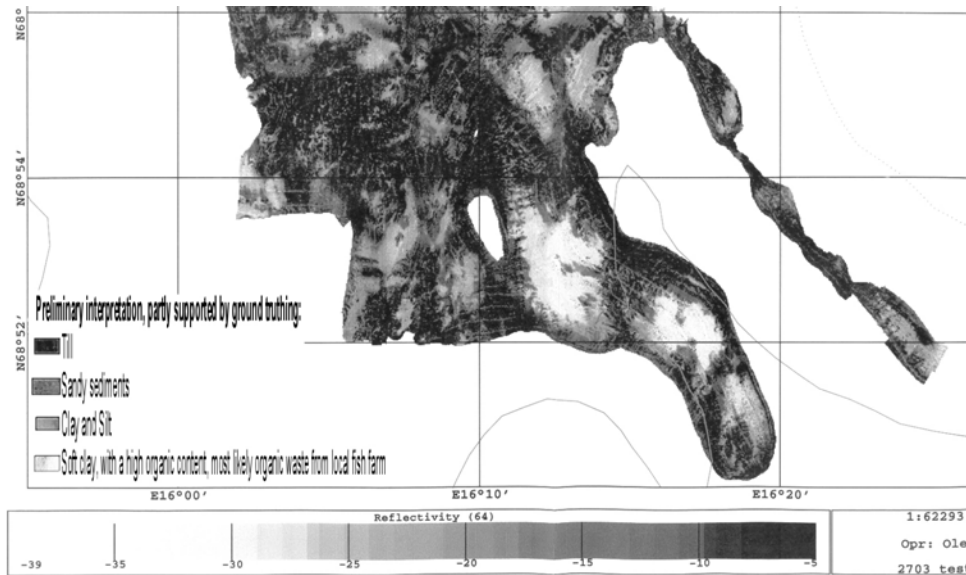 N68°
N68°54'
N68°52'
Preliminary interpretation, partly supported by ground truthing:
Till
Sandy sediments
Clay and Silt
Soft clay, with a high organic content, most likely organic waste from local fish farm
E16°00' E16°10' E16°20'
Reflectivity (64)
-39 -35 -30 -25 -20 -15 -10 -5
1:62293
Opr: Ole
2703 test